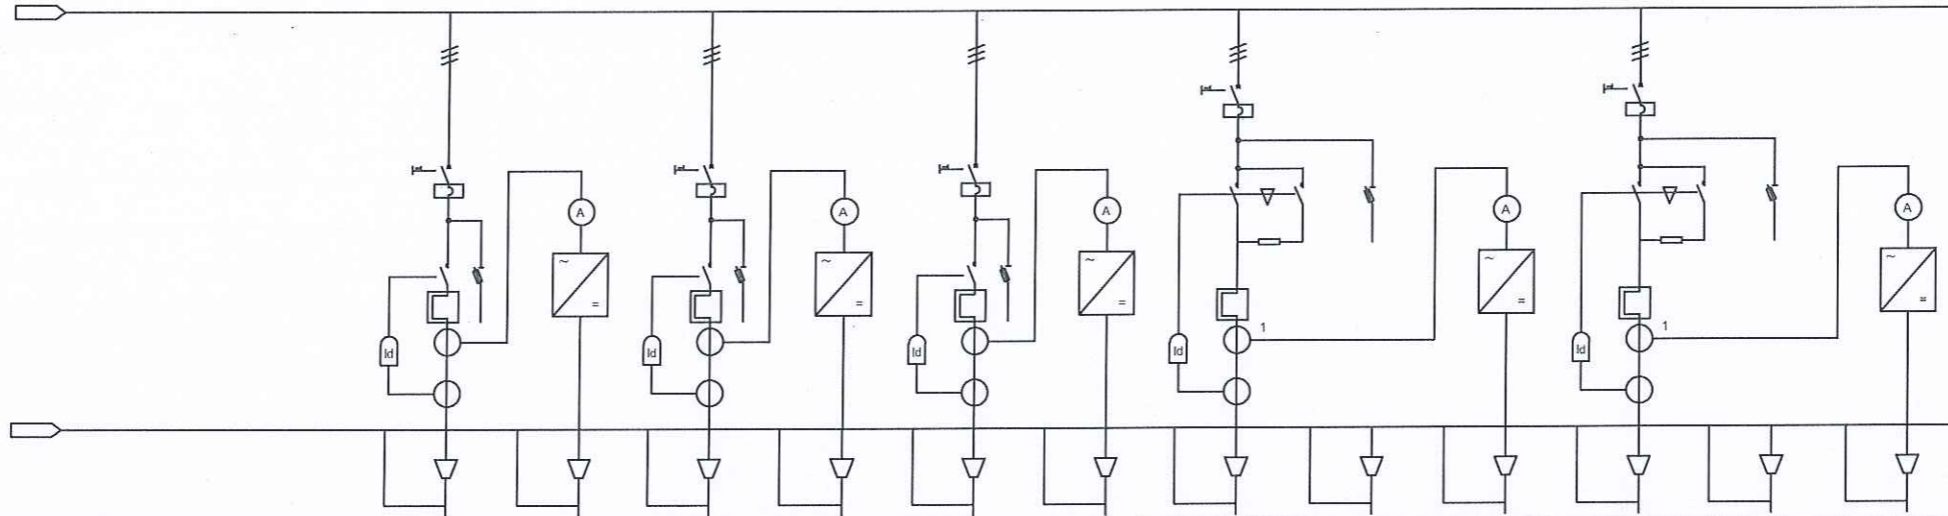 A
A
A
A
A
~
=
~
=
~
=
~
=
~
=
1
1
Id
Id
Id
Id
Id